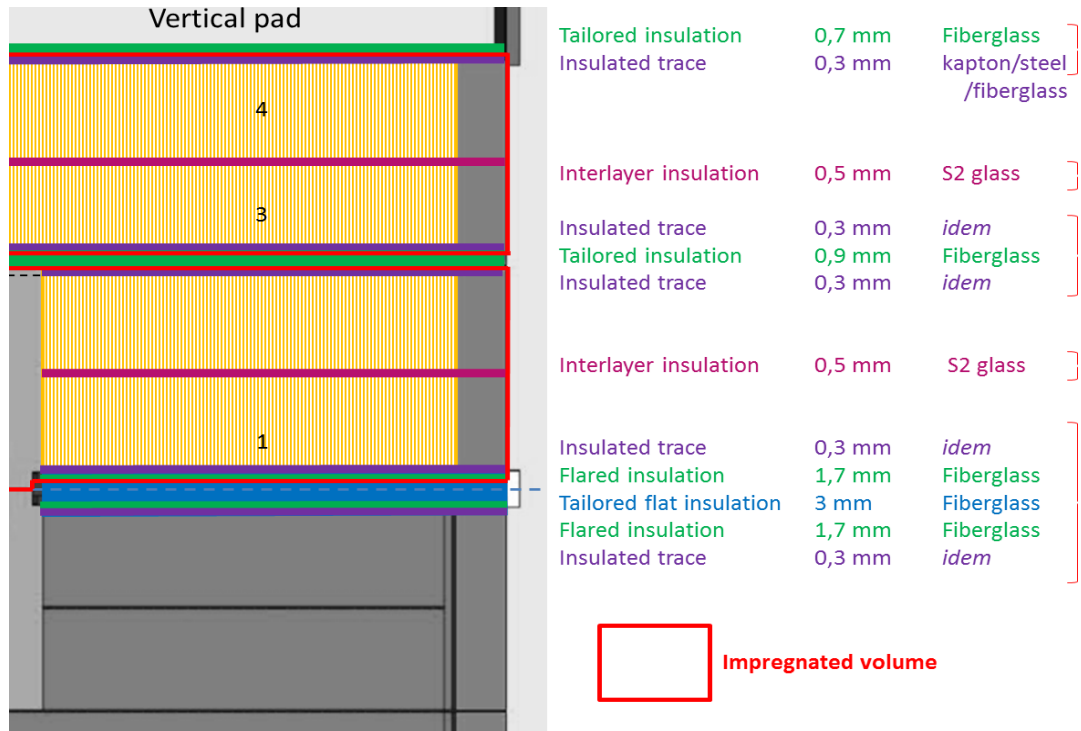 Vertical pad
4
3
1
Tailored insulation 0,7 mm Fiberglass
Insulated trace 0,3 mm kapton/steel
/fiberglass
Interlayer insulation 0,5 mm S2 glass
Insulated trace 0,3 mm idem
Tailored insulation 0,9 mm Fiberglass
Insulated trace 0,3 mm idem
Interlayer insulation 0,5 mm S2 glass
Insulated trace 0,3 mm idem
Flared insulation 1,7 mm Fiberglass
Tailored flat insulation 3 mm Fiberglass
Flared insulation 1,7 mm Fiberglass
Insulated trace 0,3 mm idem
Impregnated volume